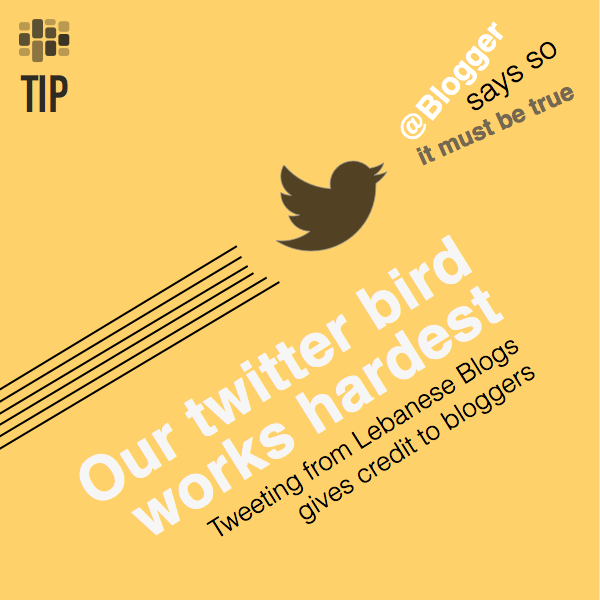 TIP
@Blogger
says so
it must be true
Our twitter bird
works hardest
Tweeting from Lebanese Blogs
gives credit to bloggers